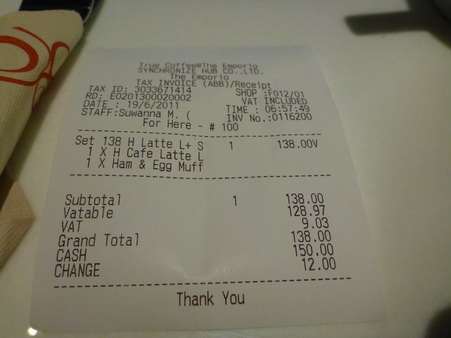 True Coffee@The Emporio
SYNCHRONIZE HUB CO.,LTD.
The Emporio
TAX INVOICE (ABB)/Receipt
TAX ID: 3033671414 SHOP :F012/01
RD: E0201300020002 VAT INCLUDED
DATE : 19/6/2011 TIME : 06:57:49
STAFF:Suwanna M. ( INV No.:0116200
For Here - # 100
Set 138 H Latte L+ S 1 138.00V
1 X H Cafe Latte L
1 X Ham & Egg Muff
Subtotal 1 138.00
Vatable 128.97
VAT 9.03
Grand Total 138.00
CASH 150.00
CHANGE 12.00
Thank You